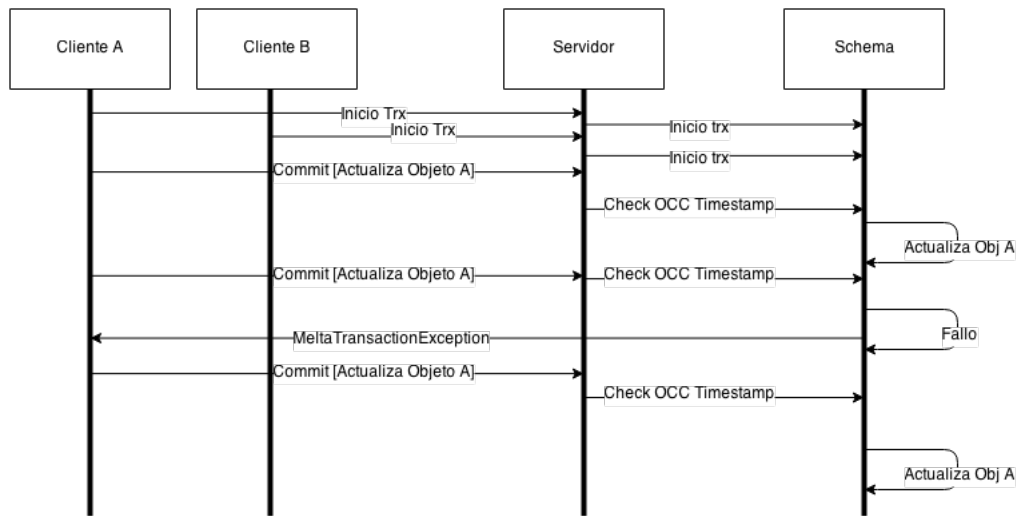 Cliente A
Cliente B
Servidor
Schema
Inicio Trx
Inicio trx
Inicio Trx
Inicio trx
Commit [Actualiza Objeto A]
Check OCC Timestamp
Actualiza Obj A
Commit [Actualiza Objeto A]
Check OCC Timestamp
Fallo
MeltaTransactionException
Commit [Actualiza Objeto A]
Check OCC Timestamp
Actualiza Obj A